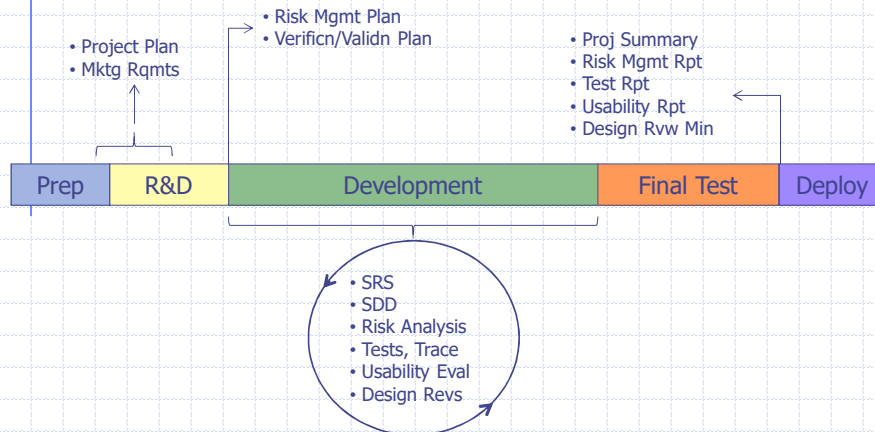 • Risk Mgmt Plan
• Verificn/Validn Plan
• Project Plan
• Mktg Rqmts
• Proj Summary
• Risk Mgmt Rpt
• Test Rpt
• Usability Rpt
• Design Rvw Min
Prep
R&D
Development
Final Test
Deploy
• SRS
• SDD
• Risk Analysis
• Tests, Trace
• Usability Eval
• Design Revs